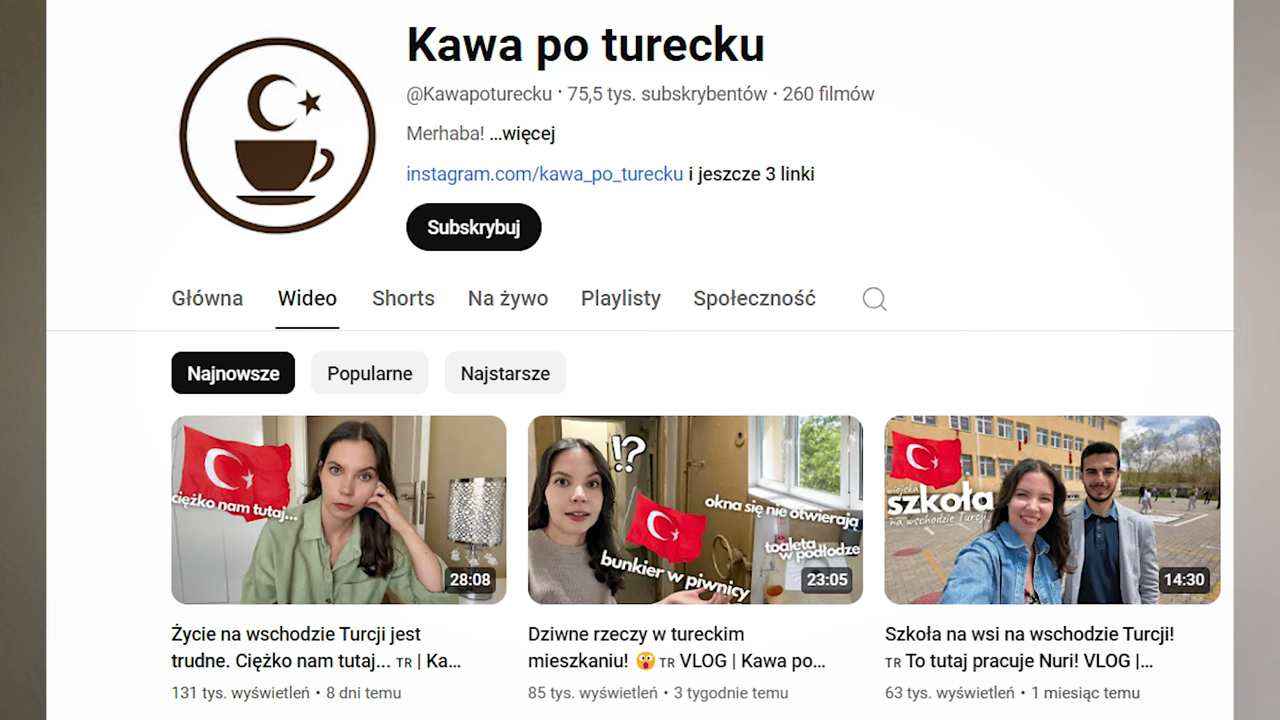 Kawa po turecku
@Kawapoturecku · 75,5 tys. subskrybentów · 260 filmów
Merhaba! ...więcej
instagram.com/kawa_po_turecku i jeszcze 3 linki
Subskrybuj
Główna Wideo Shorts Na żywo Playlisty Społeczność
Najnowsze Popularne Najstarsze
ciężko nam tutaj...
28:08
!?
okna się nie otwierają
toaleta
w podłodze
bunkier w piwnicy
23:05
wiejska
szkoła
na wschodzie Turcji
14:30
Życie na wschodzie Turcji jest
trudne. Ciężko nam tutaj... TR | Ka...
131 tys. wyświetleń • 8 dni temu
Dziwne rzeczy w tureckim
mieszkaniu! 😲 TR VLOG | Kawa po...
85 tys. wyświetleń • 3 tygodnie temu
Szkoła na wsi na wschodzie Turcji!
TR To tutaj pracuje Nuri! VLOG |...
63 tys. wyświetleń • 1 miesiąc temu